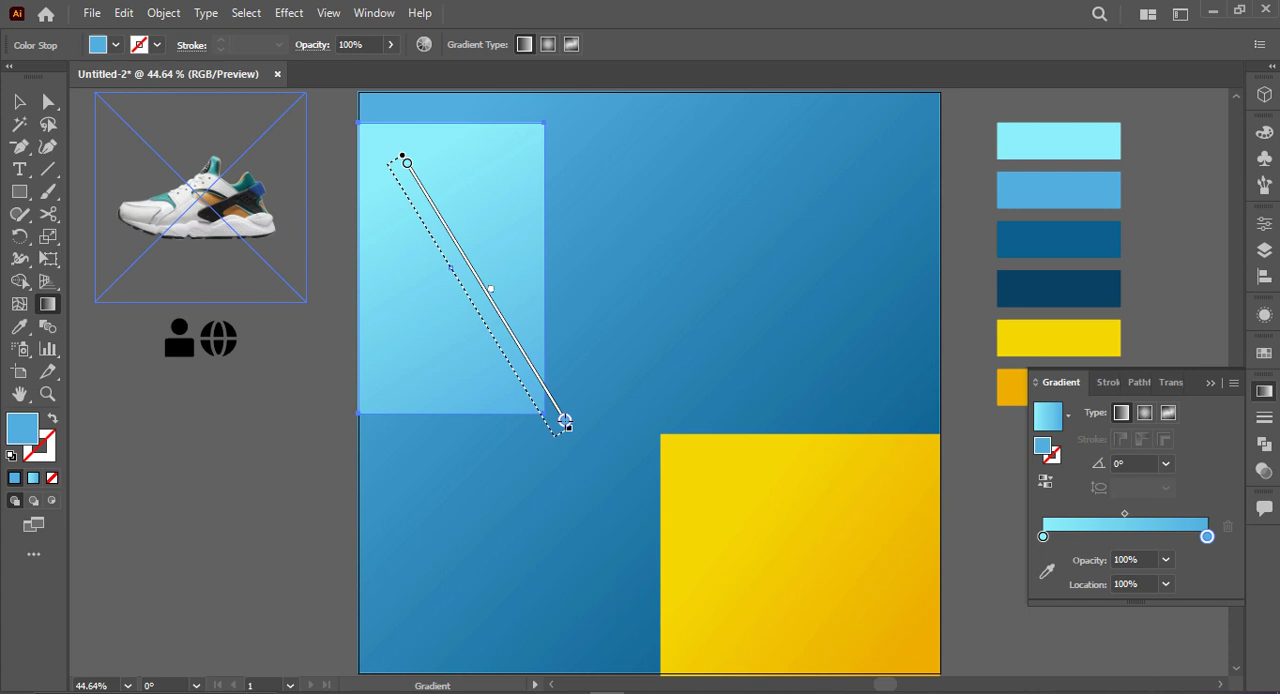 Ai File Edit Object Type Select Effect View Window Help
Color Stop Stroke: Opacity: 100% Gradient Type:
Untitled-2* @ 44.64 % (RGB/Preview)
Gradient Strok Pathf Trans
Type:
Stroke:
0°
Opacity: 100%
Location: 100%
44.64% 0° 1 Gradient